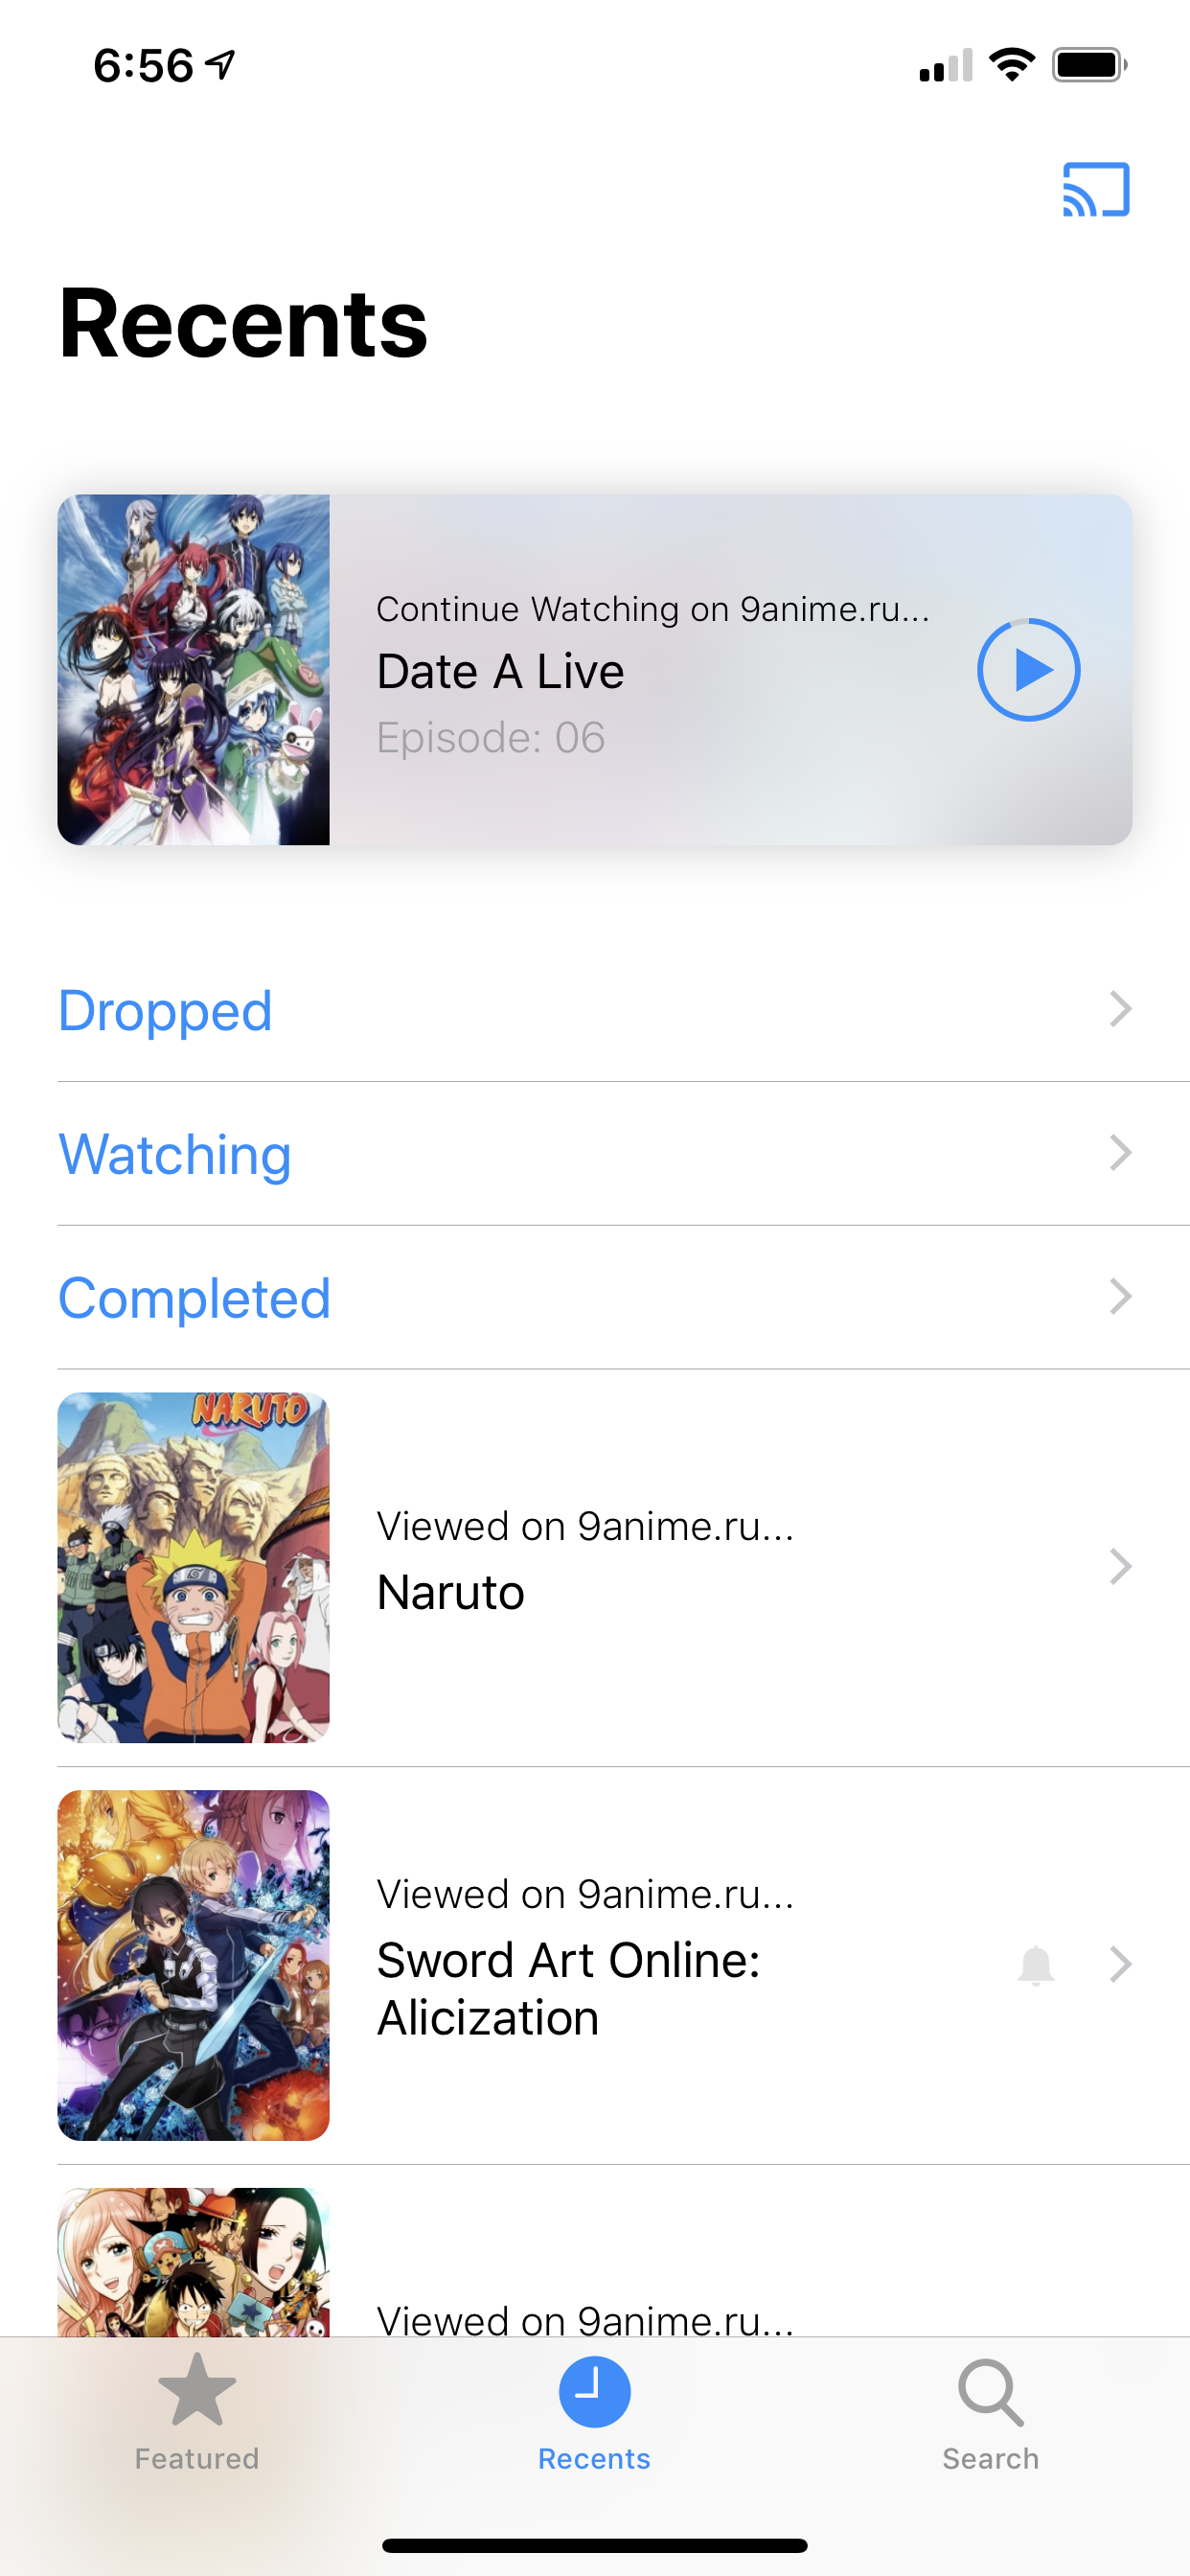 6:56
Recents
Continue Watching on 9anime.ru...
Date A Live
Episode: 06
Dropped
Watching
Completed
NARUTO
Viewed on 9anime.ru...
Naruto
Viewed on 9anime.ru...
Sword Art Online:
Alicization
Viewed on 9anime.ru...
Featured
Recents
Search